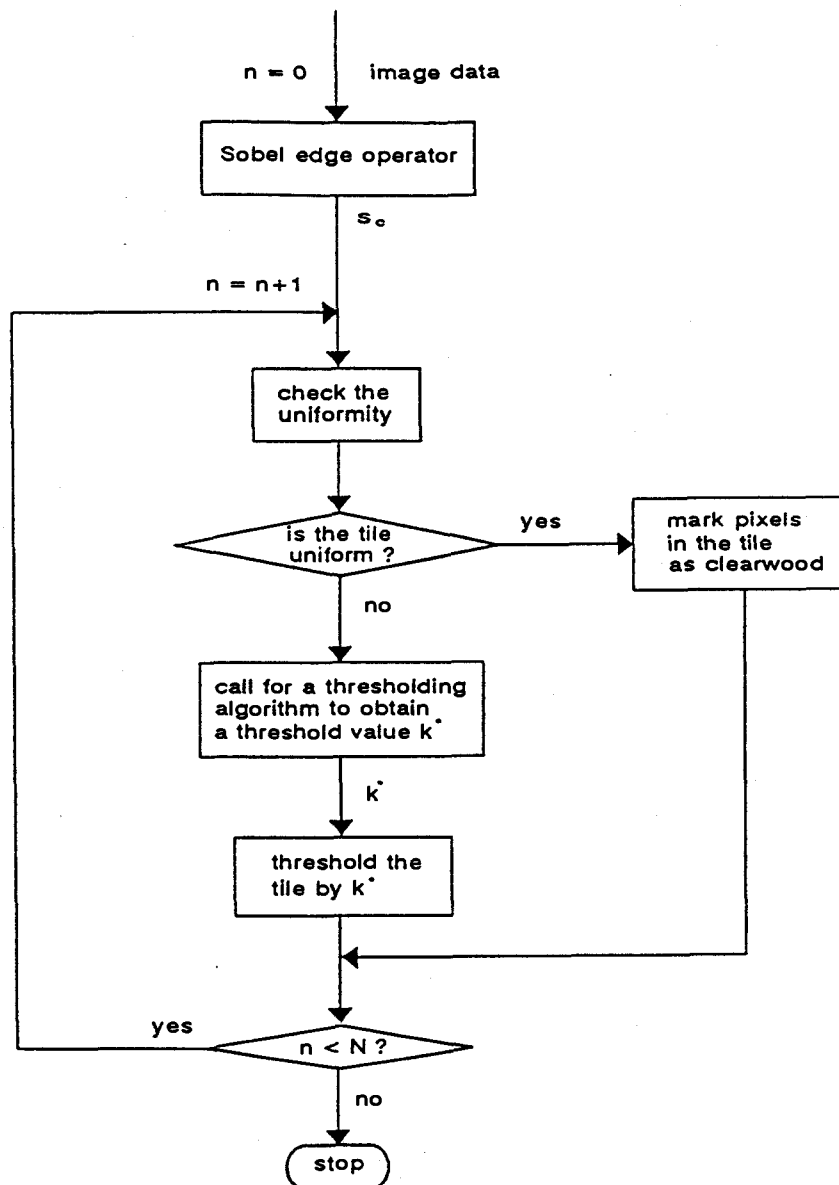 n = 0 image data
Sobel edge operator
s_c
n = n+1
check the
uniformity
is the tile
uniform ?
yes
mark pixels
in the tile
as clearwood
no
call for a thresholding
algorithm to obtain
a threshold value k*
k*
threshold the
tile by k*
yes
n < N ?
no
stop